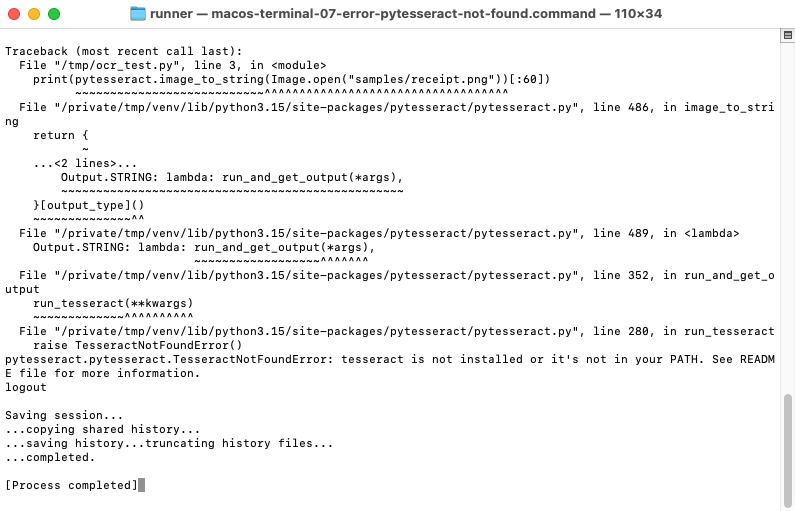 runner — macos-terminal-07-error-pytesseract-not-found.command — 110×34
Traceback (most recent call last):
  File "/tmp/ocr_test.py", line 3, in <module>
    print(pytesseract.image_to_string(Image.open("samples/receipt.png"))[:60])
          ~~~~~~~~~~~~~~~~~~~~~~~~~~~^^^^^^^^^^^^^^^^^^^^^^^^^^^^^^^^^^^
  File "/private/tmp/venv/lib/python3.15/site-packages/pytesseract/pytesseract.py", line 486, in image_to_stri
ng
    return {
           ~
    ...<2 lines>...
        Output.STRING: lambda: run_and_get_output(*args),
        ~~~~~~~~~~~~~~~~~~~~~~~~~~~~~~~~~~~~~~~~~~~~~~~~~
    }[output_type]()
    ~~~~~~~~~~~~~~^^
  File "/private/tmp/venv/lib/python3.15/site-packages/pytesseract/pytesseract.py", line 489, in <lambda>
    Output.STRING: lambda: run_and_get_output(*args),
                           ~~~~~~~~~~~~~~~~~~^^^^^^^
  File "/private/tmp/venv/lib/python3.15/site-packages/pytesseract/pytesseract.py", line 352, in run_and_get_o
utput
    run_tesseract(**kwargs)
    ~~~~~~~~~~~~~^^^^^^^^^^
  File "/private/tmp/venv/lib/python3.15/site-packages/pytesseract/pytesseract.py", line 280, in run_tesseract
    raise TesseractNotFoundError()
pytesseract.pytesseract.TesseractNotFoundError: tesseract is not installed or it's not in your PATH. See READM
E file for more information.
logout
Saving session...
...copying shared history...
...saving history...truncating history files...
...completed.
[Process completed]